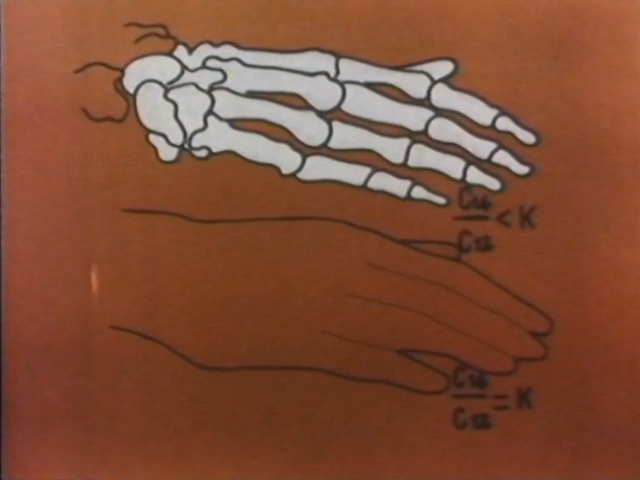 C14
— < K
C12
C14
— = K
C12